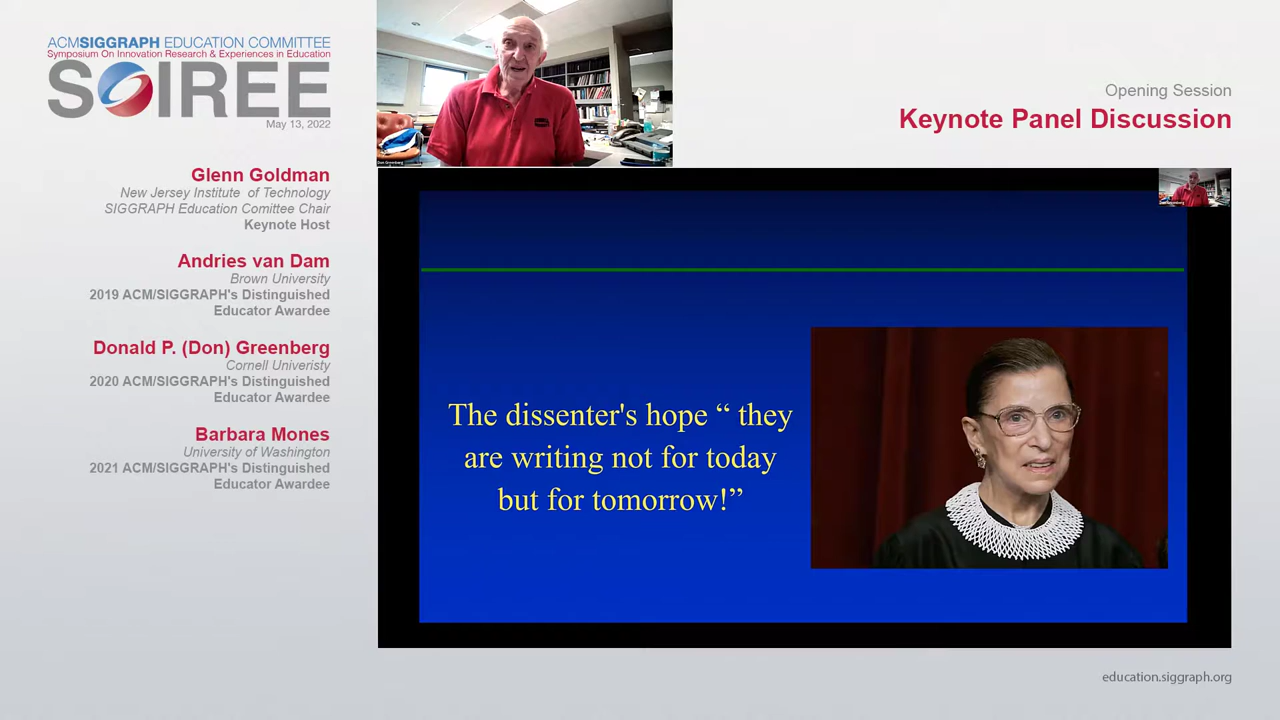 ACMSIGGRAPH EDUCATION COMMITTEE
Symposium On Innovation Research & Experiences in Education
SOIREE
May 13, 2022
Glenn Goldman
New Jersey Institute of Technology
SIGGRAPH Education Comittee Chair
Keynote Host
Andries van Dam
Brown University
2019 ACM/SIGGRAPH's Distinguished
Educator Awardee
Donald P. (Don) Greenberg
Cornell Univeristy
2020 ACM/SIGGRAPH's Distinguished
Educator Awardee
Barbara Mones
University of Washington
2021 ACM/SIGGRAPH's Distinguished
Educator Awardee
Don Greenberg
Opening Session
Keynote Panel Discussion
The dissenter's hope “ they
are writing not for today
but for tomorrow!”
education.siggraph.org